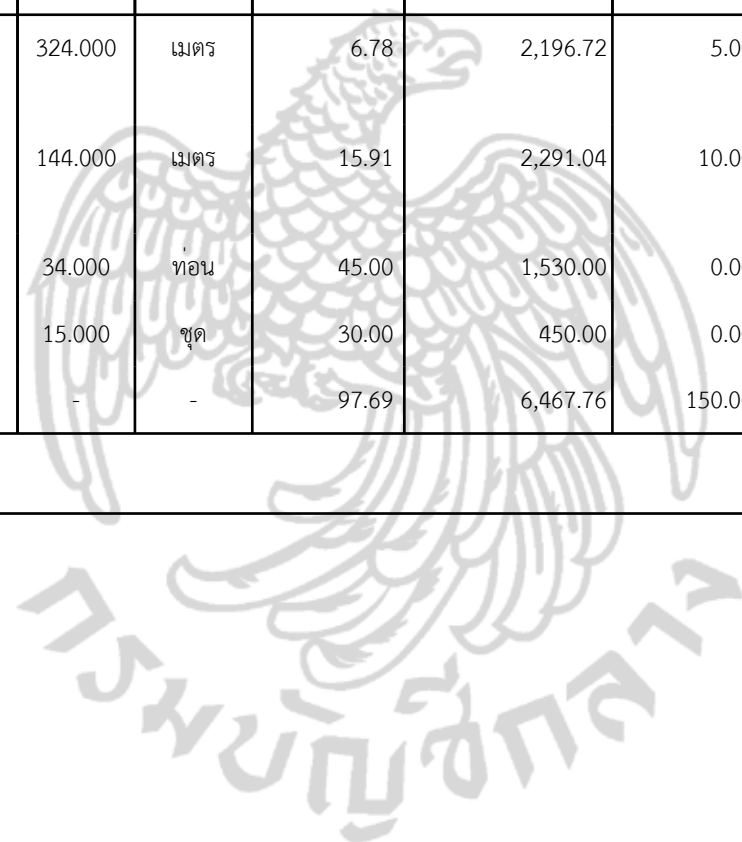 324.000 เมตร 6.78 2,196.72 5.0
144.000 เมตร 15.91 2,291.04 10.0
34.000 ท่อน 45.00 1,530.00 0.0
15.000 ชุด 30.00 450.00 0.0
- - 97.69 6,467.76 150.0
กรมบัญชีกลาง